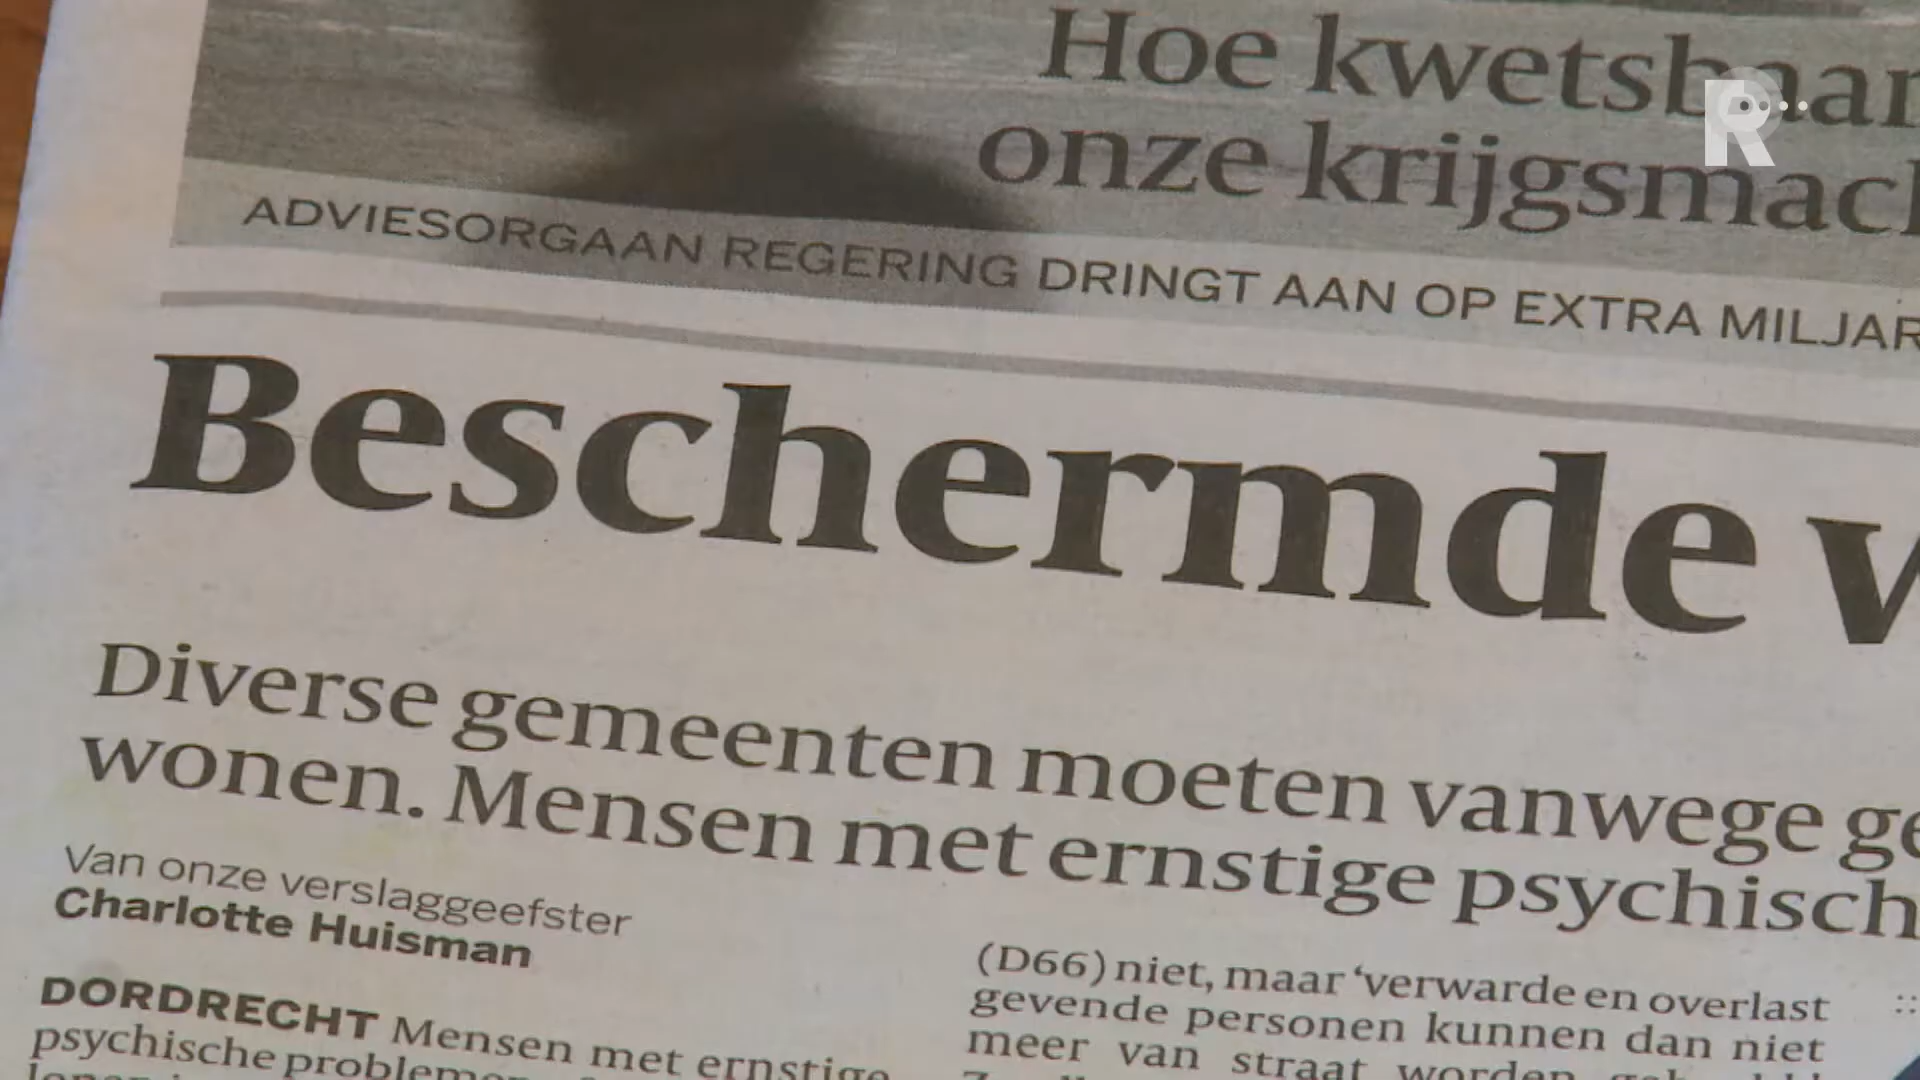 Hoe kwetsbaar
onze krijgsmac
ADVIESORGAAN REGERING DRINGT AAN OP EXTRA MILJAR
Beschermde
Diverse gemeenten moeten vanwege ge
wonen. Mensen met ernstige psychisch
Van onze verslaggeefster
Charlotte Huisman
DORDRECHT Mensen met ernstige
psychische
(D66) niet, maar ‘verwarde en overlast
gevende personen kunnen dan niet
meer van straat worden
R